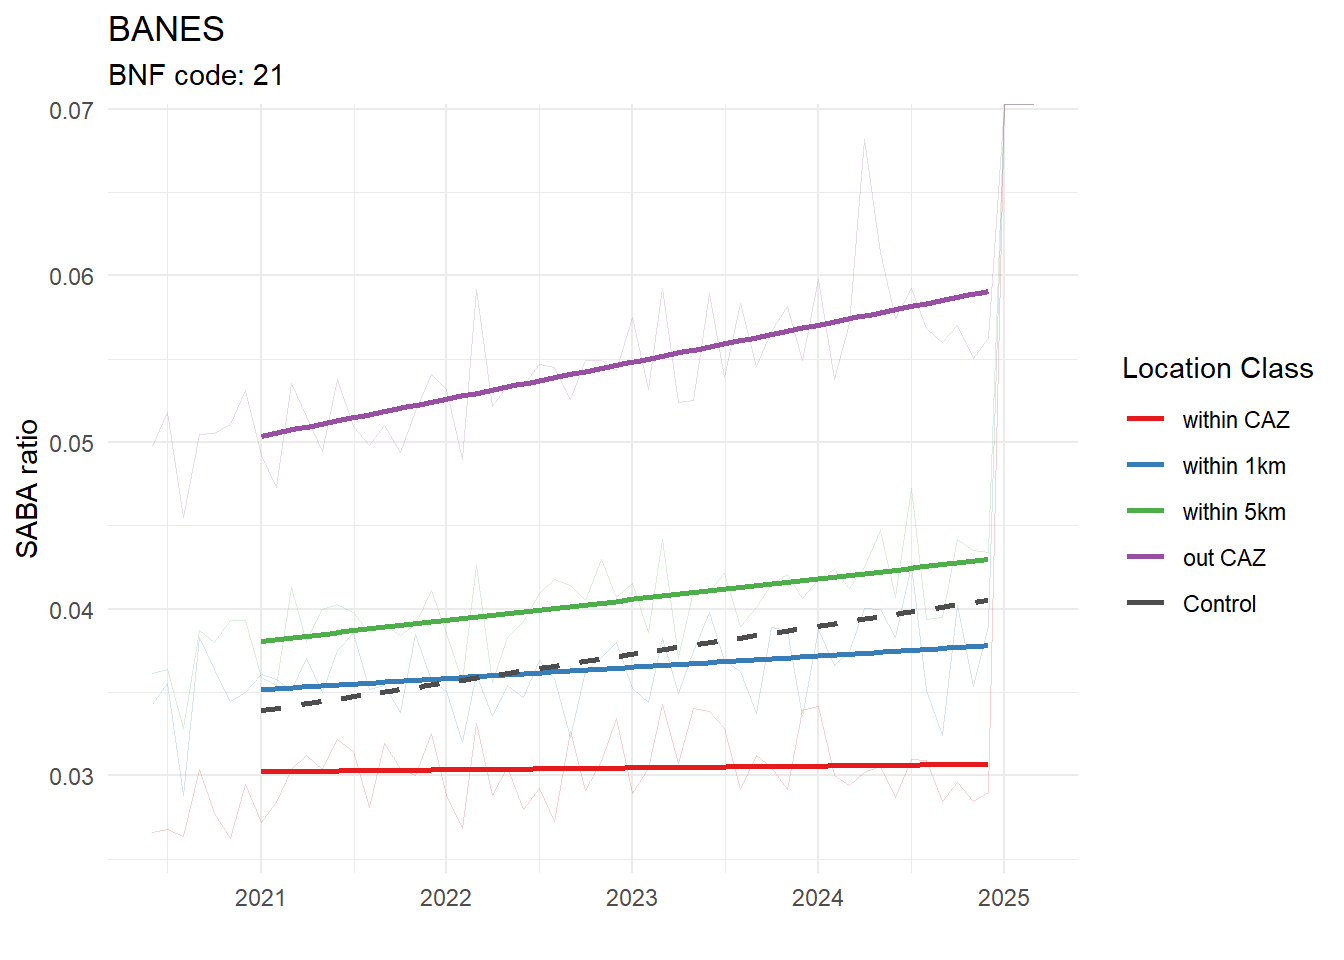 BANES
BNF code: 21
0.07
0.06
0.05
0.04
0.03
SABA ratio
2021 2022 2023 2024 2025
Location Class
within CAZ
within 1km
within 5km
out CAZ
Control